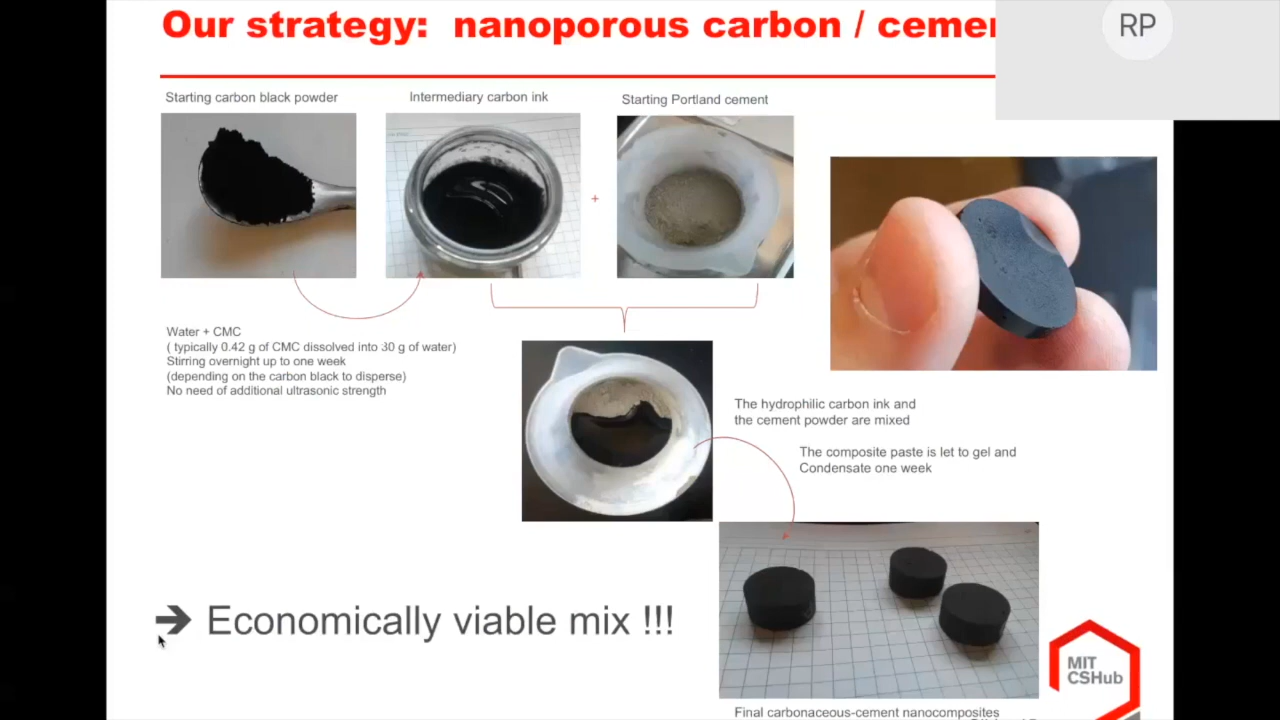 Our strategy: nanoporous carbon / cemen
RP
Starting carbon black powder
Intermediary carbon ink
Starting Portland cement
+
Water + CMC
( typically 0.42 g of CMC dissolved into 30 g of water)
Stirring overnight up to one week
(depending on the carbon black to disperse)
No need of additional ultrasonic strength
The hydrophilic carbon ink and
the cement powder are mixed
The composite paste is let to gel and
Condensate one week
➔ Economically viable mix !!!
MIT
CSHub
Final carbonaceous-cement nanocomposites